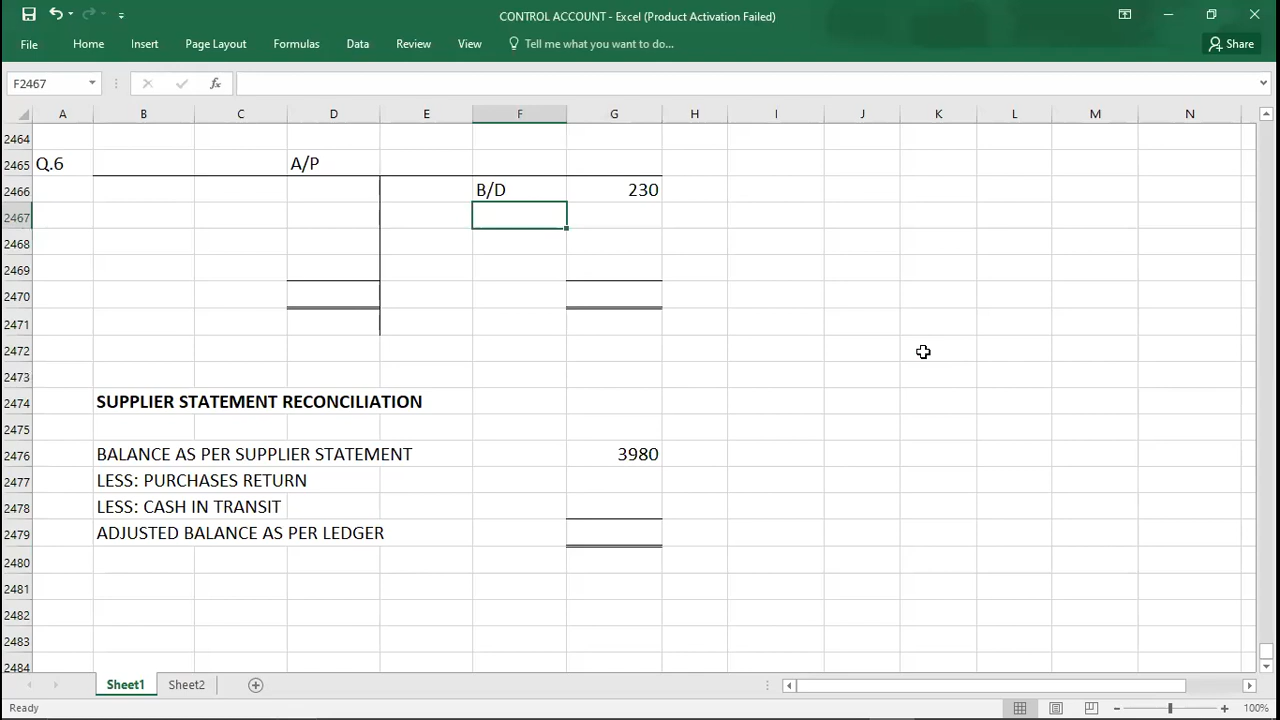 CONTROL ACCOUNT - Excel (Product Activation Failed)
File Home Insert Page Layout Formulas Data Review View Tell me what you want to do... Share
F2467 fx
A B C D E F G H I J K L M N
2464
2465 Q.6 A/P
2466 B/D 230
2467
2468
2469
2470
2471
2472
2473
2474 SUPPLIER STATEMENT RECONCILIATION
2475
2476 BALANCE AS PER SUPPLIER STATEMENT 3980
2477 LESS: PURCHASES RETURN
2478 LESS: CASH IN TRANSIT
2479 ADJUSTED BALANCE AS PER LEDGER
2480
2481
2482
2483
2484
Sheet1 Sheet2
Ready 100%